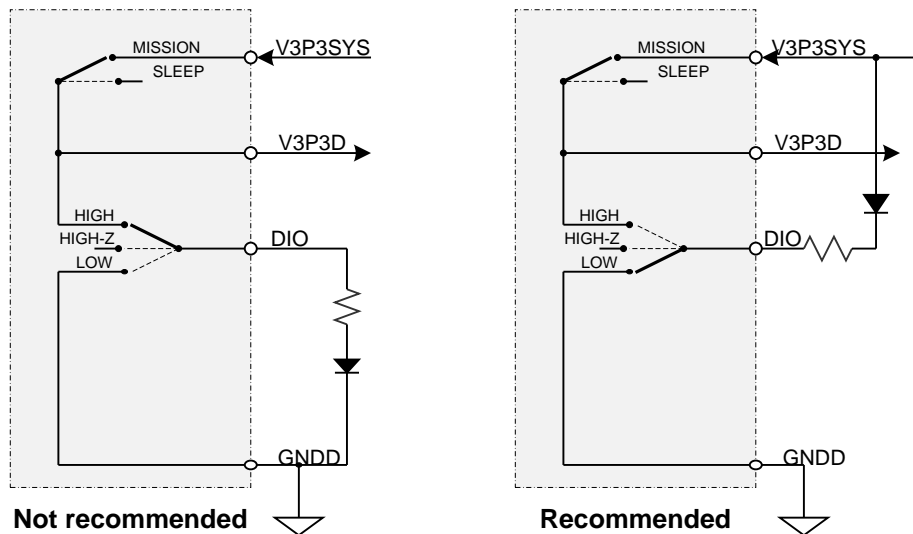 MISSION
V3P3SYS
SLEEP
V3P3D
HIGH
HIGH-Z
DIO
LOW
GNDD
Not recommended
MISSION
V3P3SYS
SLEEP
V3P3D
HIGH
HIGH-Z
DIO
LOW
GNDD
Recommended